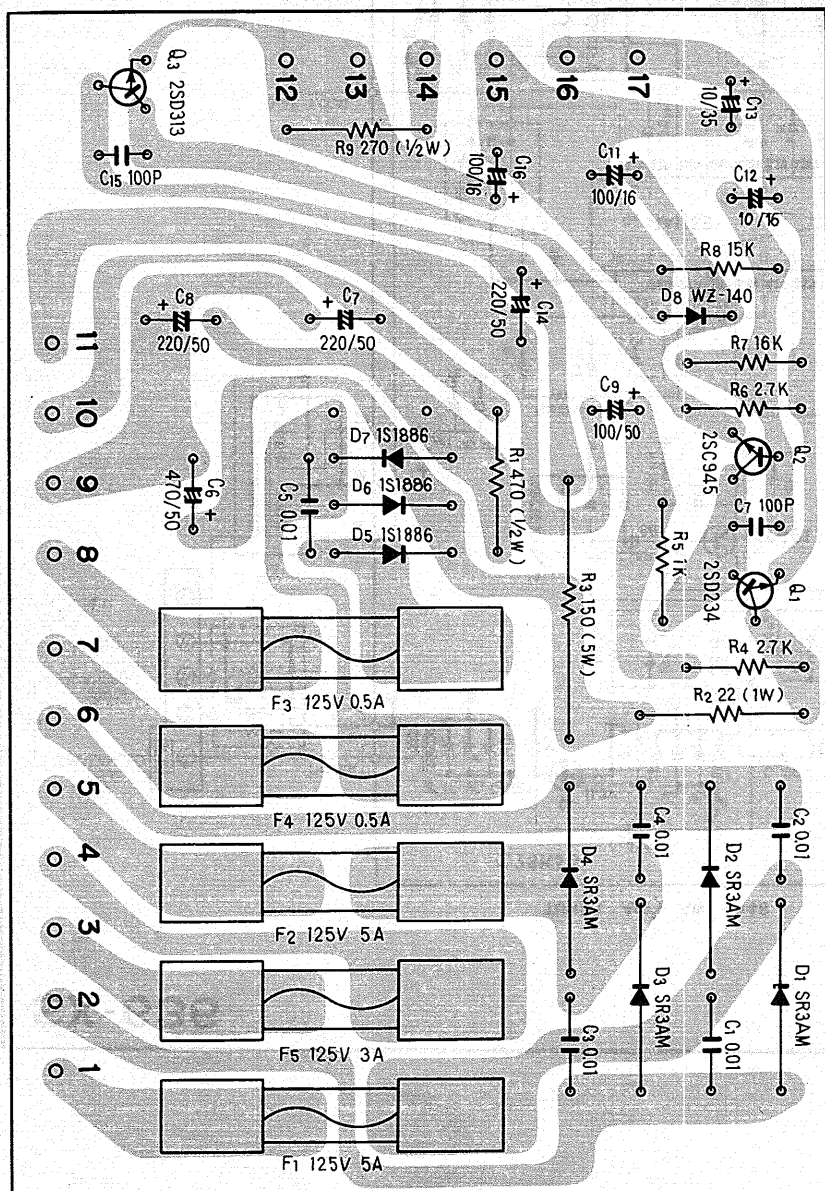 Q3 2SD313
12
13
14
15
16
17
C13
10/35
R9 270 (1/2W)
C15 100P
C16
100/16
C11
100/16
C12
10/16
R8 15K
D8 WZ-140
C8
220/50
C7
220/50
C14
220/50
R7 16K
R6 2.7K
11
10
9
8
7
6
5
4
3
2
1
C9
100/50
D7 1S1886
D6 1S1886
D5 1S1886
C6
470/50
C5 0.01
R1 470 (1/2W)
Q2
2SC945
C7 100P
R5 1K
2SD234
Q1
R3 150 (5W)
R4 2.7K
R2 22 (1W)
F3 125V 0.5A
F4 125V 0.5A
F2 125V 5A
F5 125V 3A
F1 125V 5A
C4 0.01
C2 0.01
D4 SR3AM
D2 SR3AM
D3 SR3AM
D1 SR3AM
C3 0.01
C1 0.01